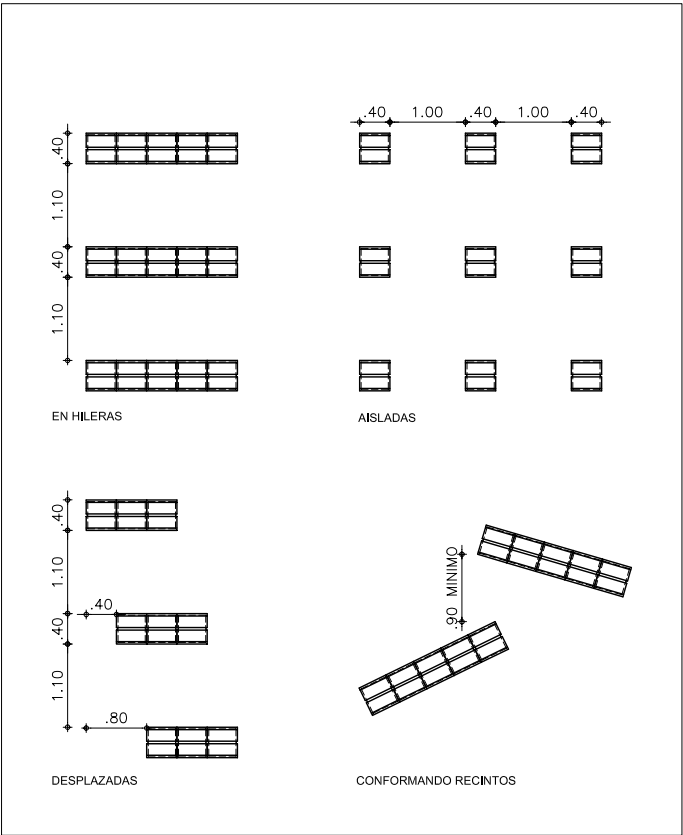 .40
1.10
.40
1.10
EN HILERAS
.40 1.00 .40 1.00 .40
AISLADAS
.40
1.10
.40
.40
1.10
.80
DESPLAZADAS
.90 MINIMO
CONFORMANDO RECINTOS